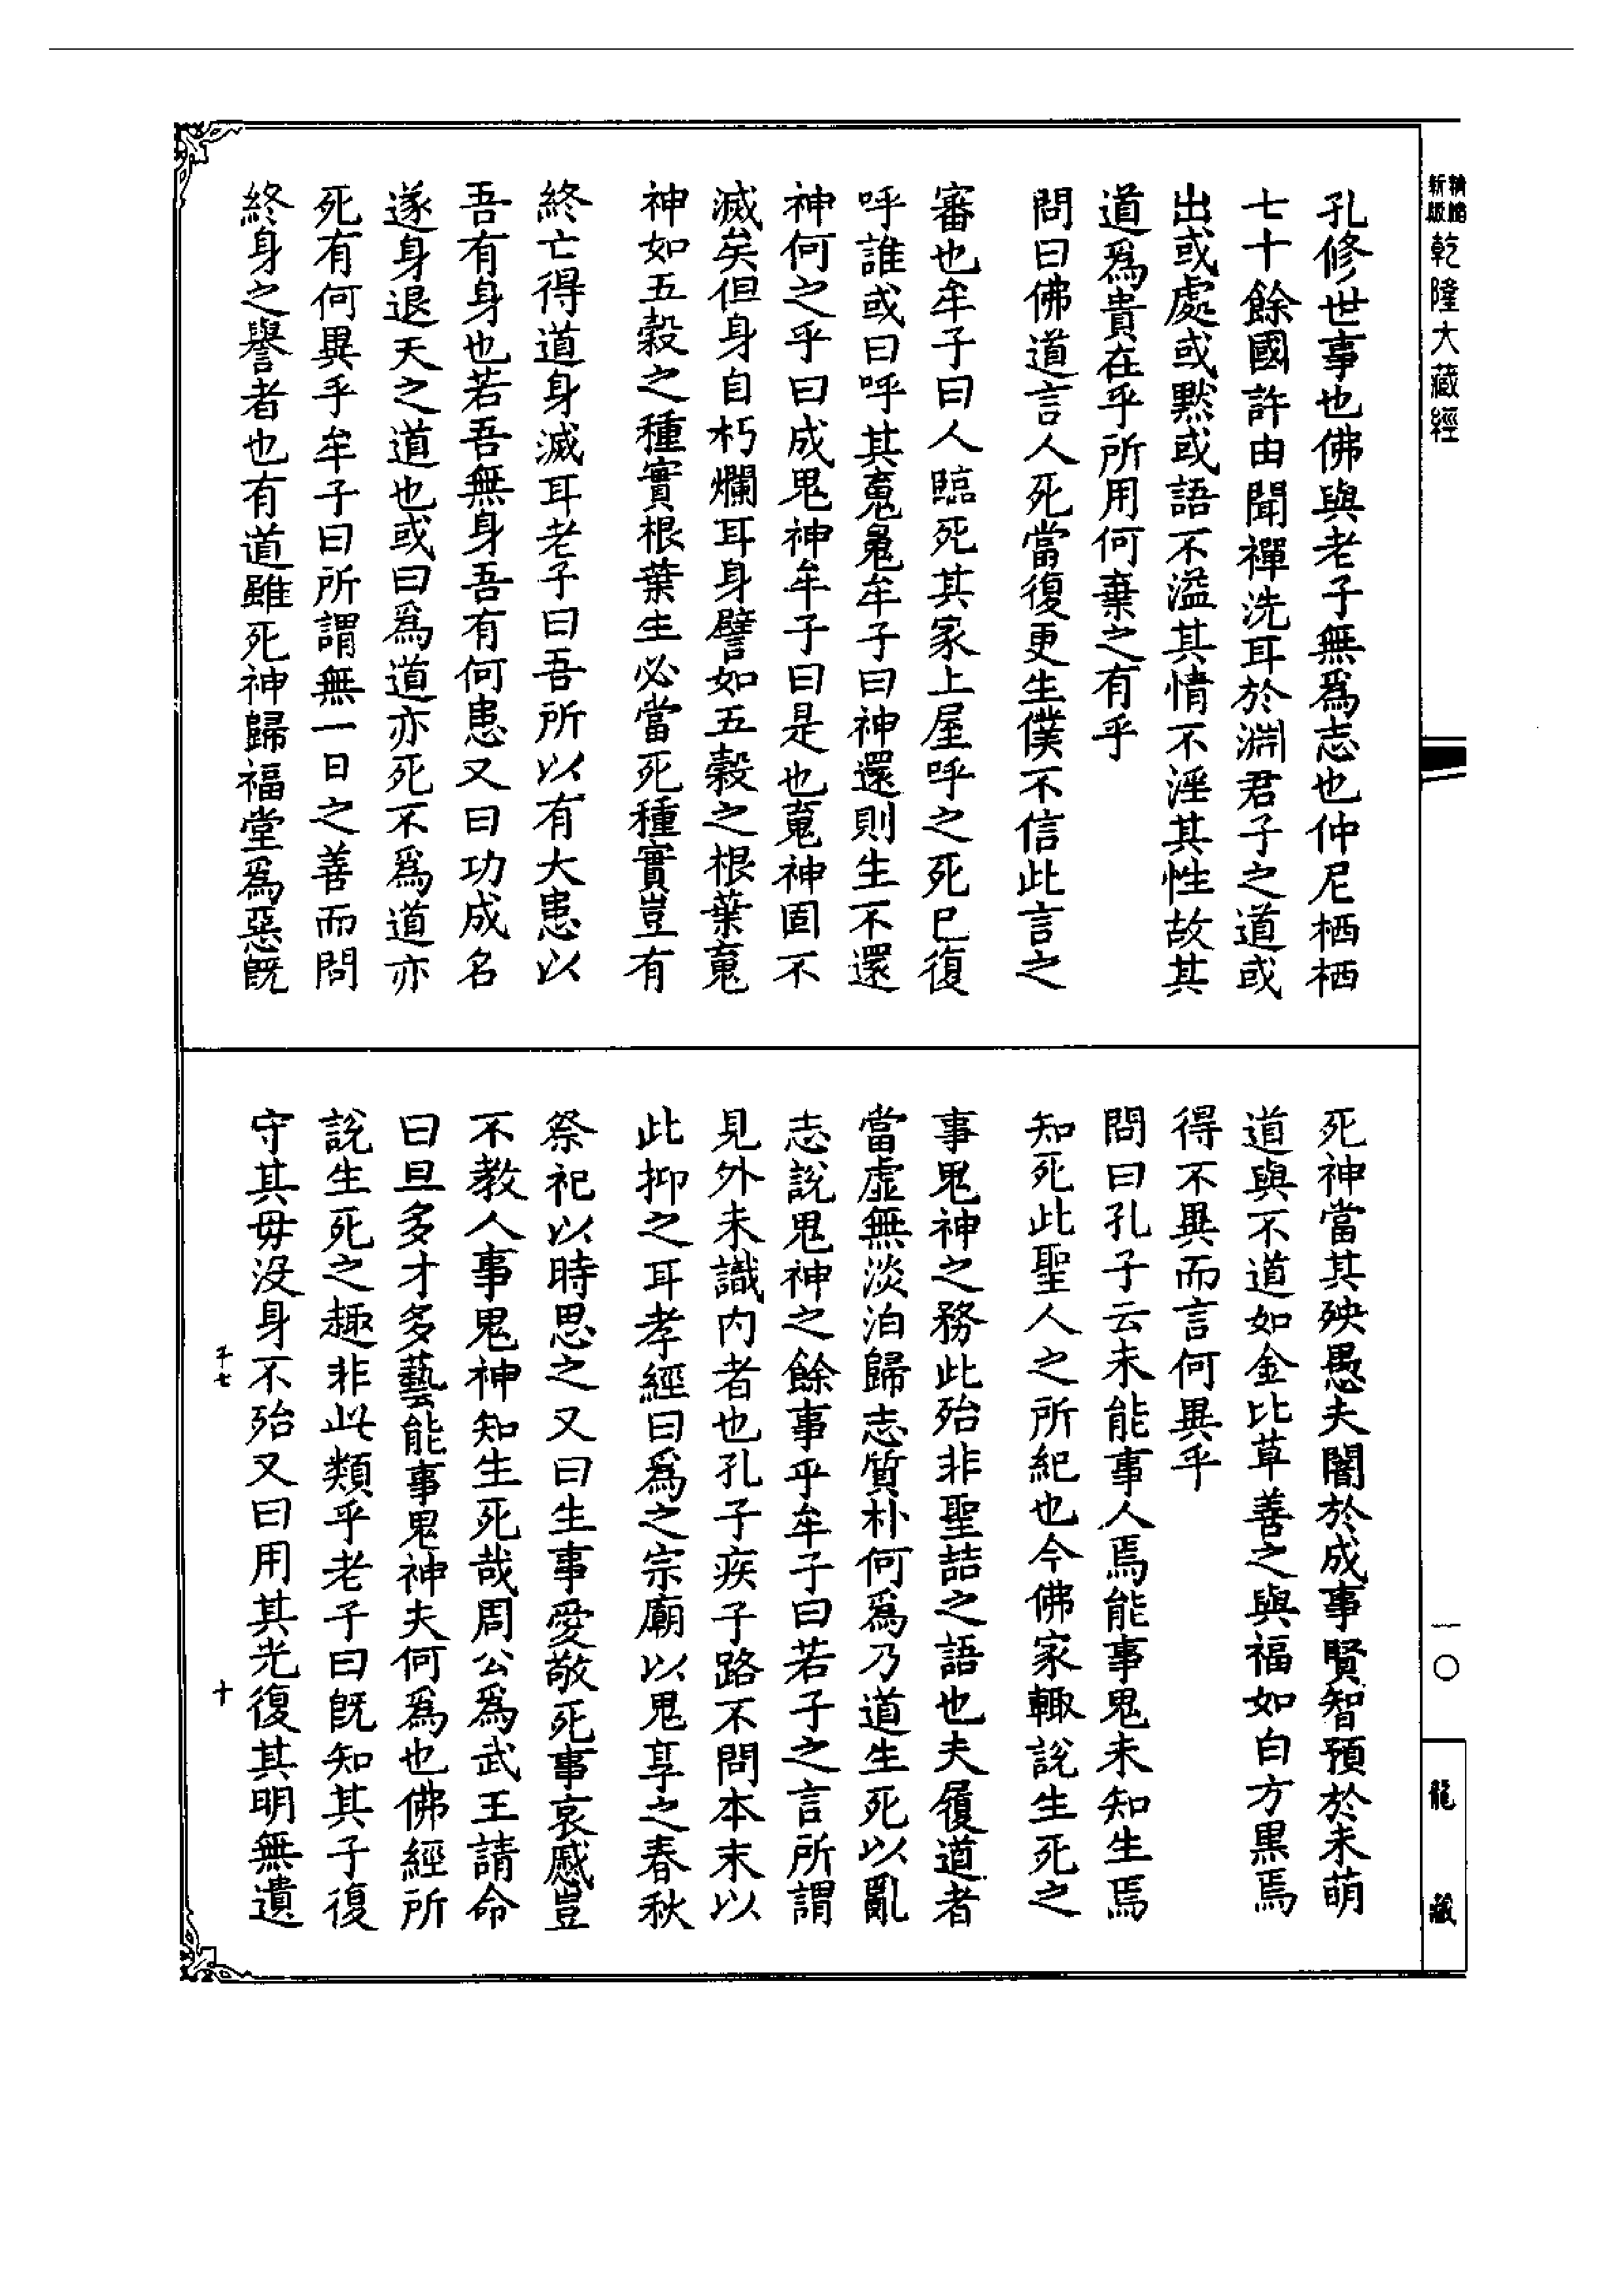 精縮新版 乾隆大藏經
孔修世事也佛與老子無爲志也仲尼栖栖
七十餘國許由聞禪洗耳於淵君子之道或
出或處或默或語不溢其情不淫其性故其
道爲貴在乎所用何棄之有乎
問曰佛道言人死當復更生僕不信此言之
審也牟子曰人臨死其家上屋呼之死已復
呼誰或曰呼其䰟䰟牟子曰神還則生不還
神何之乎曰成鬼神牟子曰是也䰟神固不
滅矣但身自朽爛耳身譬如五穀之根葉䰟
神如五穀之種實根葉生必當死種實豈有
終亡得道身滅耳老子曰吾所以有大患以
吾有身也若吾無身吾有何患又曰功成名
遂身退天之道也或曰爲道亦死不爲道亦
死有何異乎牟子曰所謂無一日之善而問
終身之譽者也有道雖死神歸福堂爲惡旣
死神當其殃愚夫闇於成事賢智預於未萌
道與不道如金比草善之與福如白方黑焉
得不異而言何異乎
問曰孔子云未能事人焉能事鬼未知生焉
知死此聖人之所紀也今佛家輙說生死之
事鬼神之務此殆非聖喆之語也夫履道者
當虛無淡泊歸志質朴何爲乃道生死以亂
志說鬼神之餘事乎牟子曰若子之言所謂
見外未識內者也孔子疾子路不問本末以
此抑之耳孝經曰爲之宗廟以鬼享之春秋
祭祀以時思之又曰生事愛敬死事哀慼豈
不教人事鬼神知生死哉周公爲武王請命
曰旦多才多藝能事鬼神夫何爲也佛經所
說生死之趣非此類乎老子曰旣知其子復
守其毋沒身不殆又曰用其光復其明無遺
十
一〇
龍藏